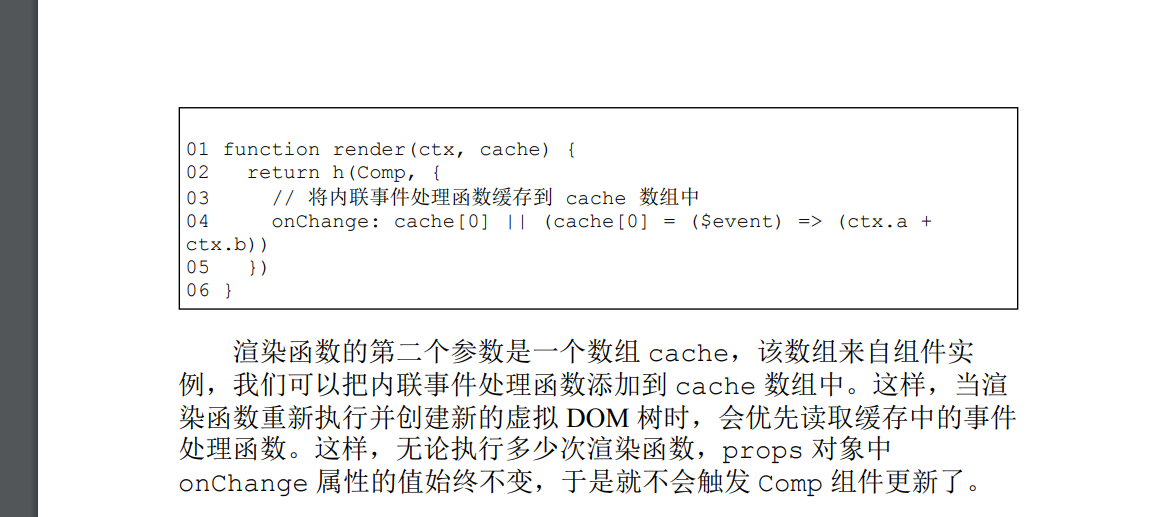 01 function render(ctx, cache) {
02   return h(Comp, {
03     // 将内联事件处理函数缓存到 cache 数组中
04     onChange: cache[0] || (cache[0] = ($event) => (ctx.a +
ctx.b))
05   })
06 }
渲染函数的第二个参数是一个数组 cache，该数组来自组件实
例，我们可以把内联事件处理函数添加到 cache 数组中。这样，当渲
染函数重新执行并创建新的虚拟 DOM 树时，会优先读取缓存中的事件
处理函数。这样，无论执行多少次渲染函数，props 对象中
onChange 属性的值始终不变，于是就不会触发 Comp 组件更新了。